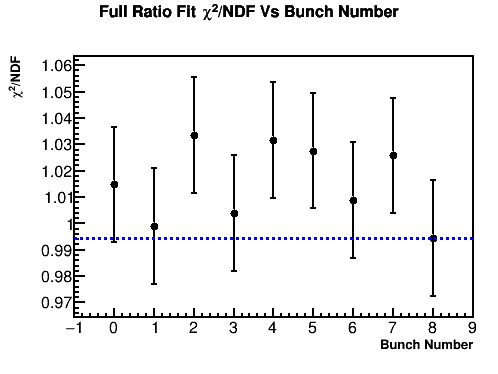 Full Ratio Fit χ²/NDF Vs Bunch Number
χ²/NDF
1.06
1.05
1.04
1.03
1.02
1.01
1
0.99
0.98
0.97
−1 0 1 2 3 4 5 6 7 8 9
Bunch Number